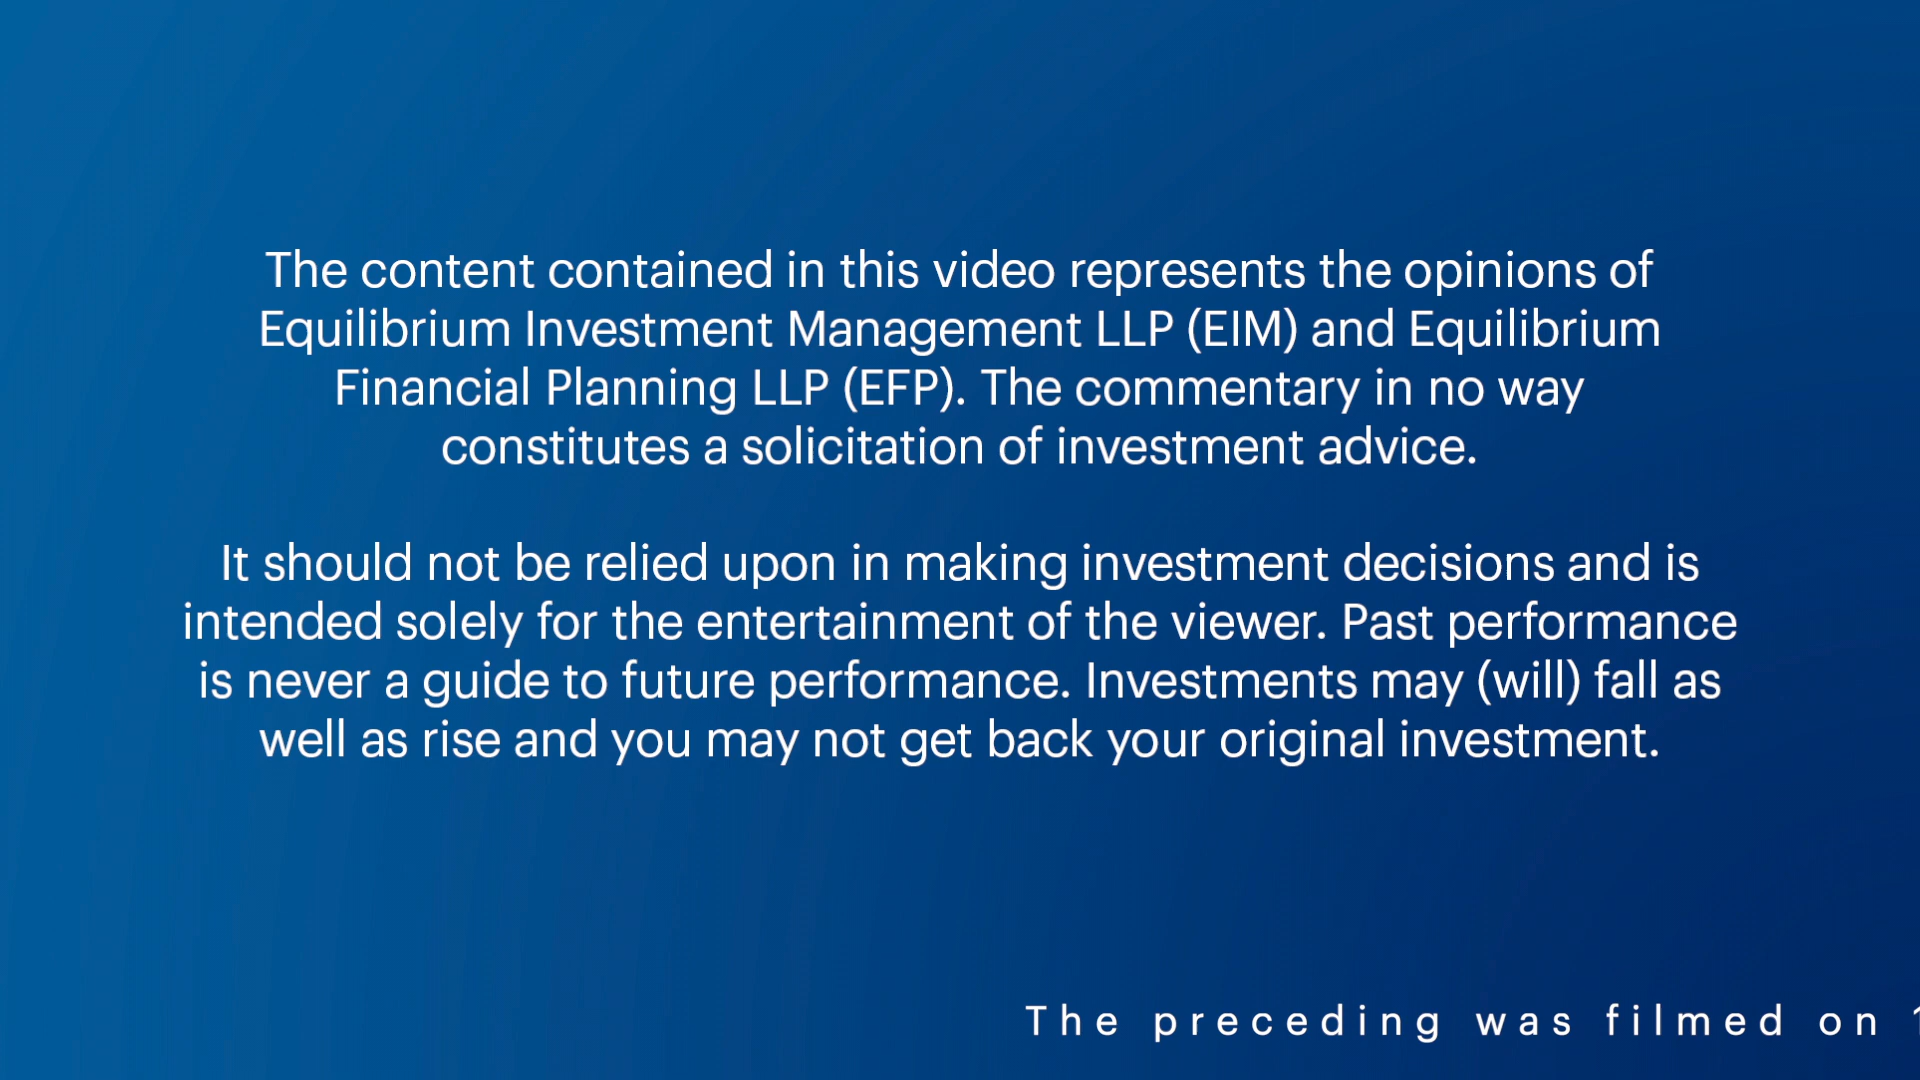 The content contained in this video represents the opinions of
Equilibrium Investment Management LLP (EIM) and Equilibrium
Financial Planning LLP (EFP). The commentary in no way
constitutes a solicitation of investment advice.
It should not be relied upon in making investment decisions and is
intended solely for the entertainment of the viewer. Past performance
is never a guide to future performance. Investments may (will) fall as
well as rise and you may not get back your original investment.
The preceding was filmed on